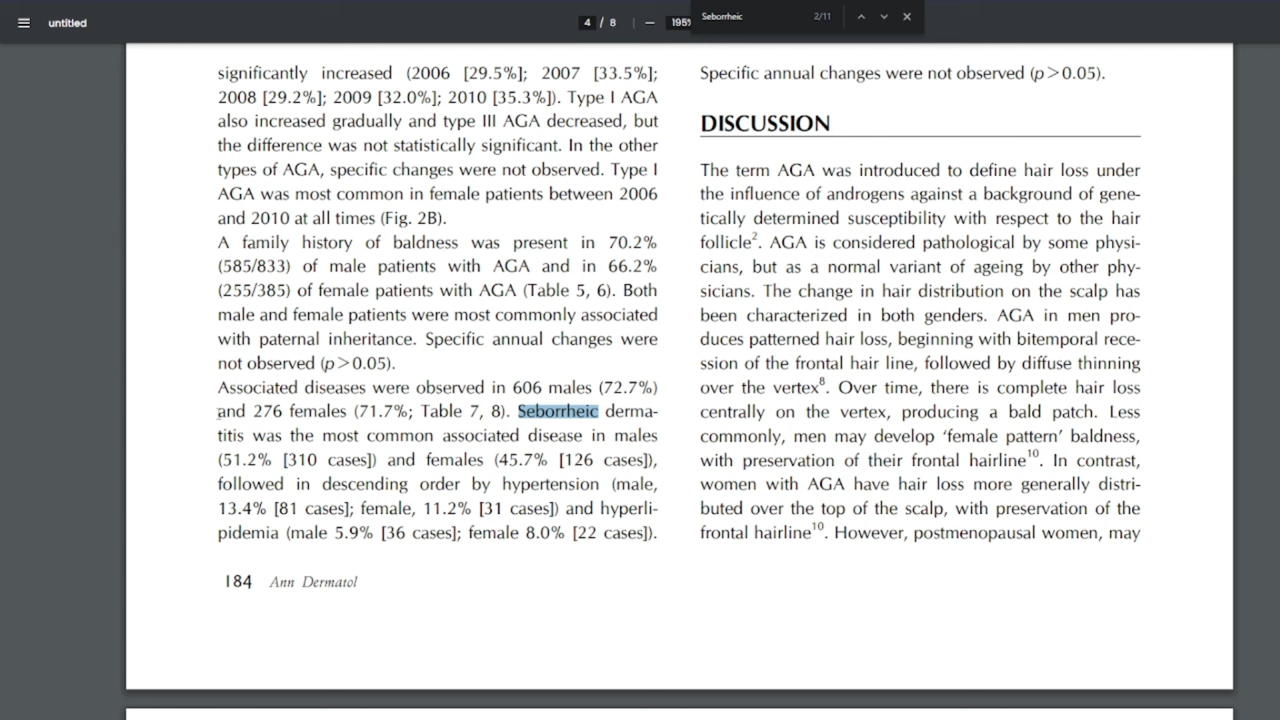 untitled
4 / 8
195%
Seborrheic
2/11
significantly increased (2006 [29.5%]; 2007 [33.5%];
2008 [29.2%]; 2009 [32.0%]; 2010 [35.3%]). Type I AGA
also increased gradually and type III AGA decreased, but
the difference was not statistically significant. In the other
types of AGA, specific changes were not observed. Type I
AGA was most common in female patients between 2006
and 2010 at all times (Fig. 2B).
A family history of baldness was present in 70.2%
(585/833) of male patients with AGA and in 66.2%
(255/385) of female patients with AGA (Table 5, 6). Both
male and female patients were most commonly associated
with paternal inheritance. Specific annual changes were
not observed (p>0.05).
Associated diseases were observed in 606 males (72.7%)
and 276 females (71.7%; Table 7, 8). Seborrheic derma-
titis was the most common associated disease in males
(51.2% [310 cases]) and females (45.7% [126 cases]),
followed in descending order by hypertension (male,
13.4% [81 cases]; female, 11.2% [31 cases]) and hyperli-
pidemia (male 5.9% [36 cases]; female 8.0% [22 cases]).
184 Ann Dermatol
Specific annual changes were not observed (p>0.05).
DISCUSSION
The term AGA was introduced to define hair loss under
the influence of androgens against a background of gene-
tically determined susceptibility with respect to the hair
follicle2. AGA is considered pathological by some physi-
cians, but as a normal variant of ageing by other phy-
sicians. The change in hair distribution on the scalp has
been characterized in both genders. AGA in men pro-
duces patterned hair loss, beginning with bitemporal rece-
ssion of the frontal hair line, followed by diffuse thinning
over the vertex8. Over time, there is complete hair loss
centrally on the vertex, producing a bald patch. Less
commonly, men may develop 'female pattern' baldness,
with preservation of their frontal hairline10. In contrast,
women with AGA have hair loss more generally distri-
buted over the top of the scalp, with preservation of the
frontal hairline10. However, postmenopausal women, may